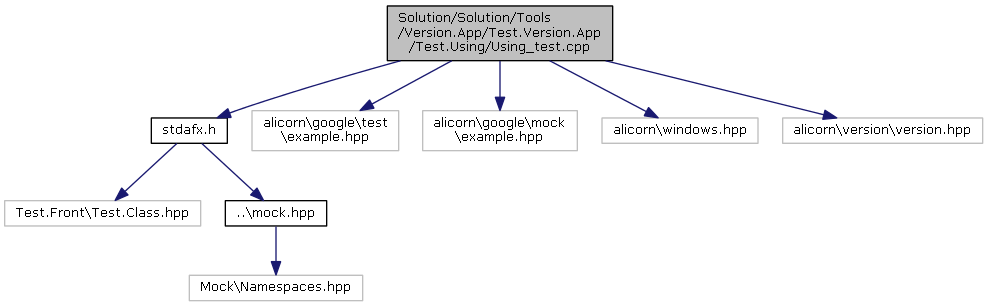 Solution/Solution/Tools
/Version.App/Test.Version.App
/Test.Using/Using_test.cpp
stdafx.h
alicorn\google\test
\example.hpp
alicorn\google\mock
\example.hpp
alicorn\windows.hpp
alicorn\version\version.hpp
Test.Front\Test.Class.hpp
..\mock.hpp
Mock\Namespaces.hpp